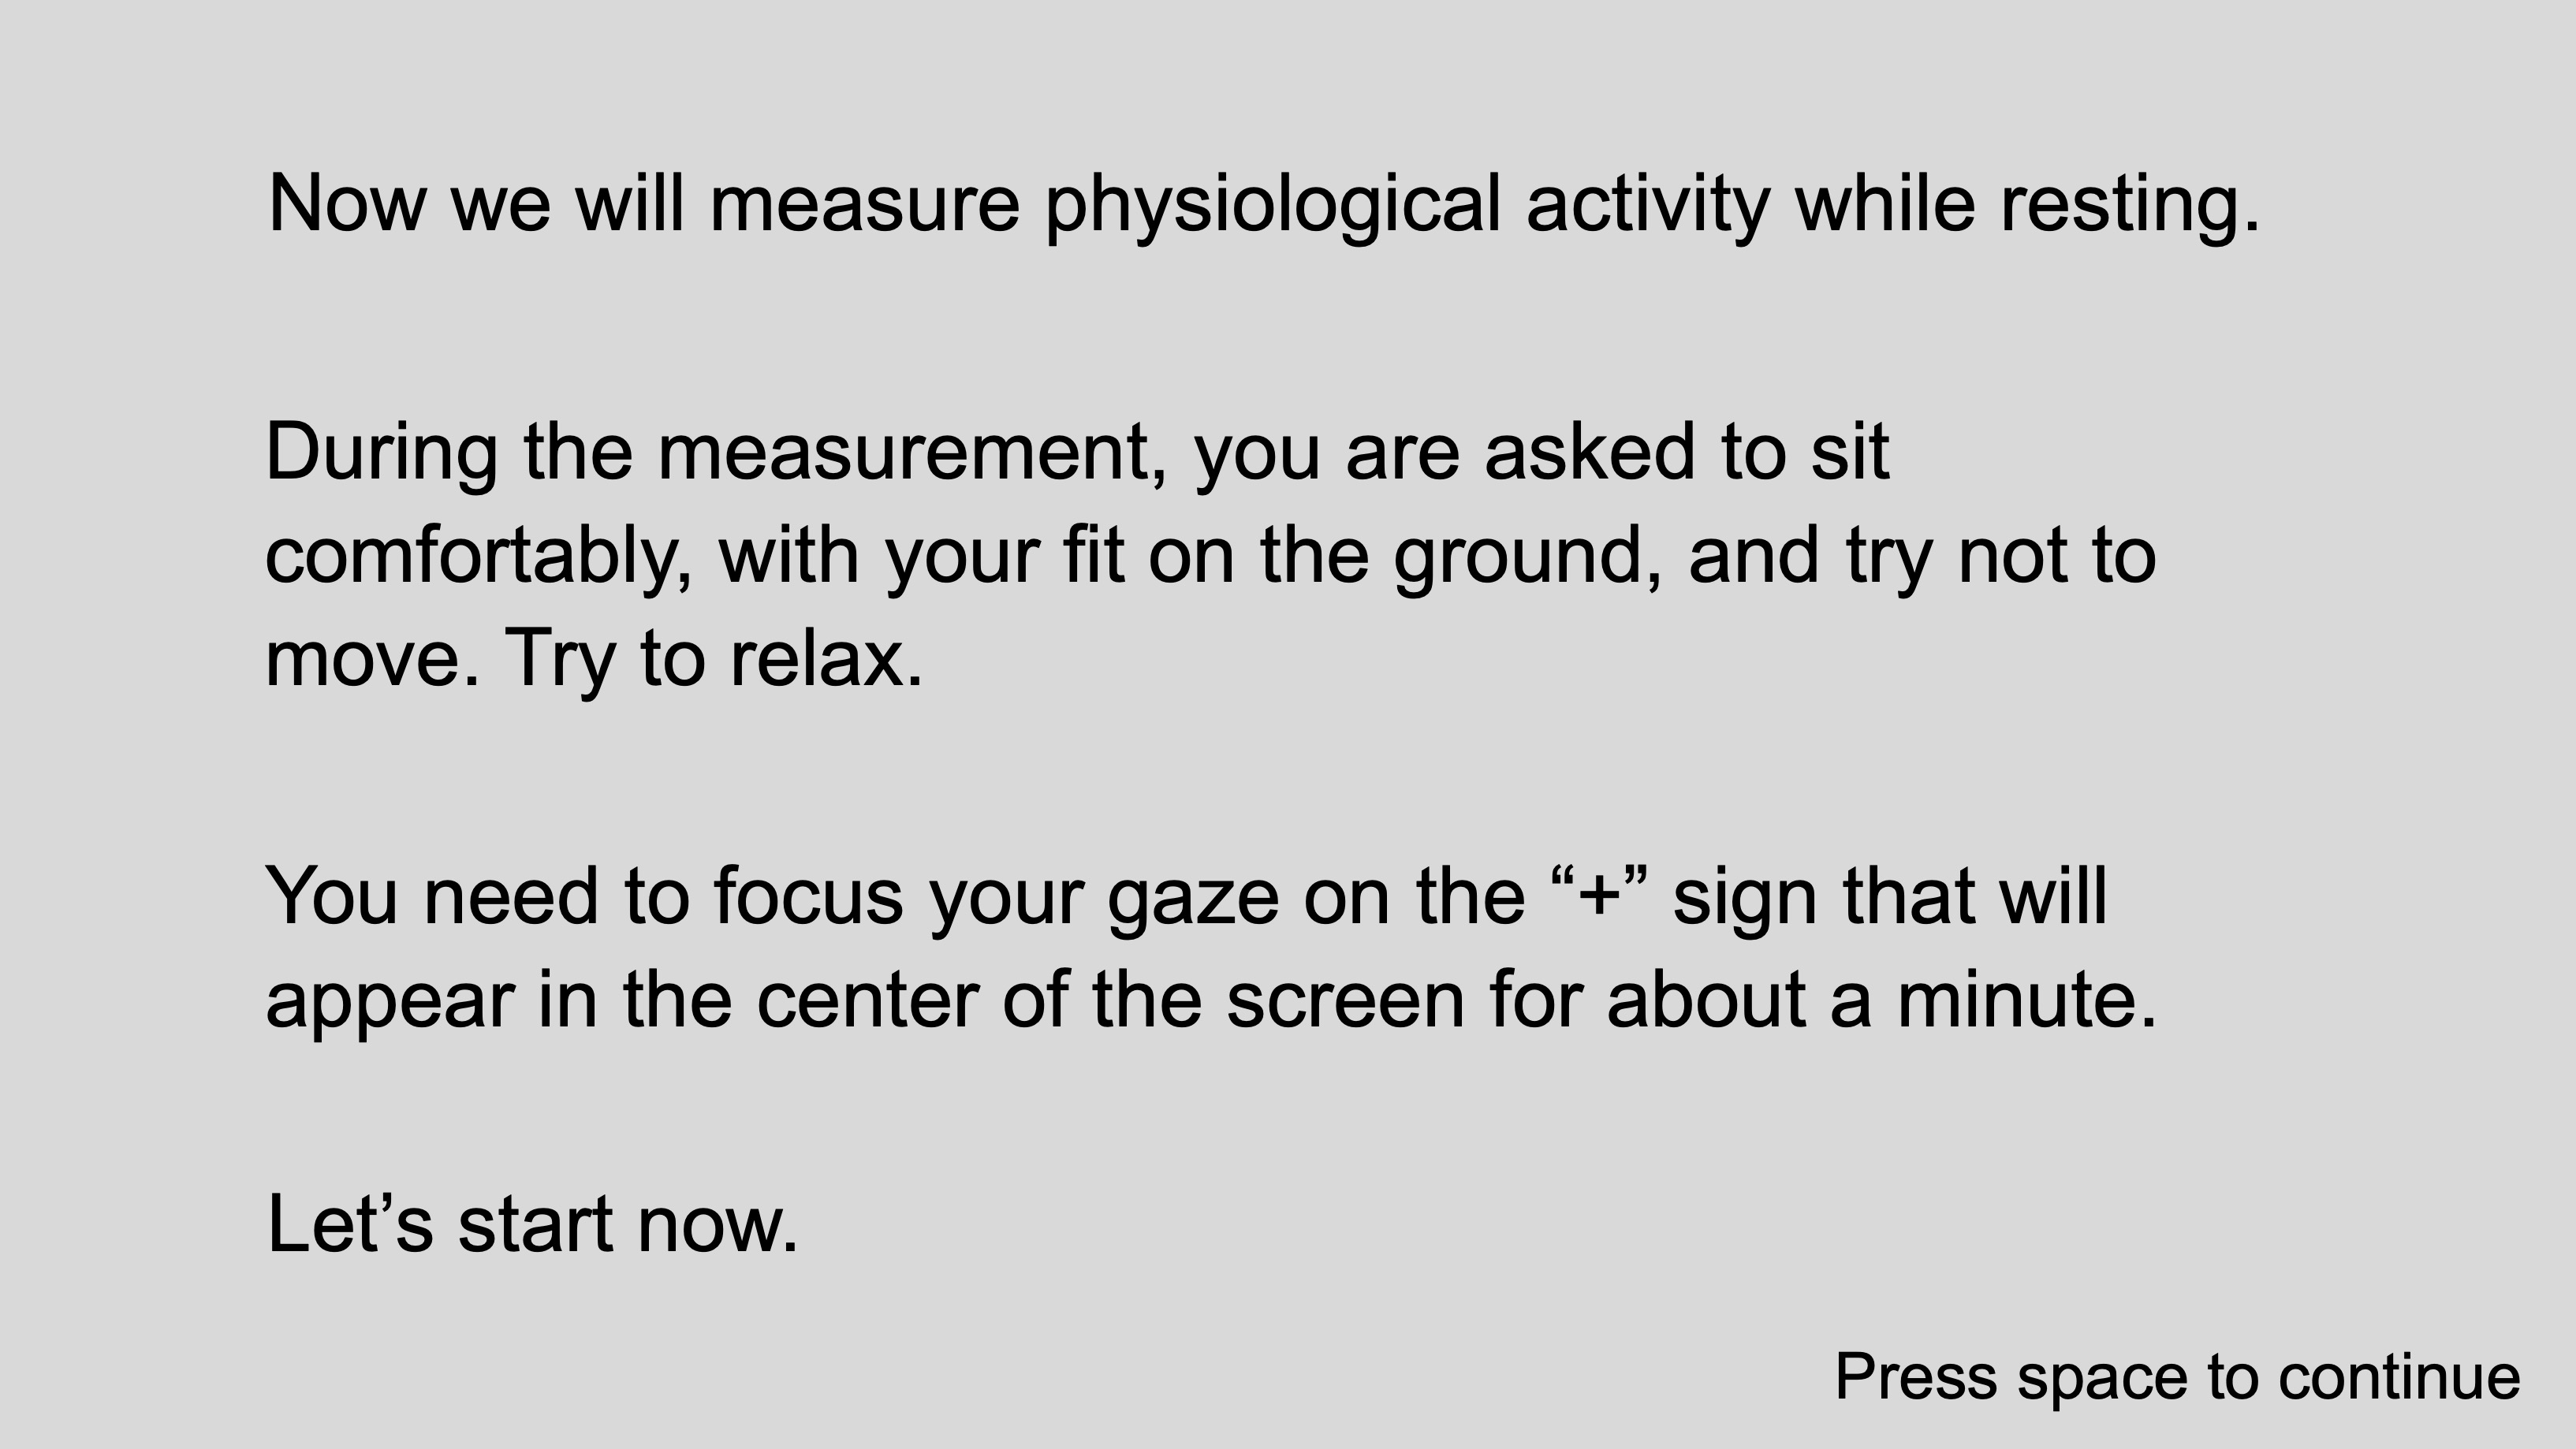 Now we will measure physiological activity while resting.
During the measurement, you are asked to sit
comfortably, with your fit on the ground, and try not to
move. Try to relax.
You need to focus your gaze on the “+” sign that will
appear in the center of the screen for about a minute.
Let’s start now.
Press space to continue